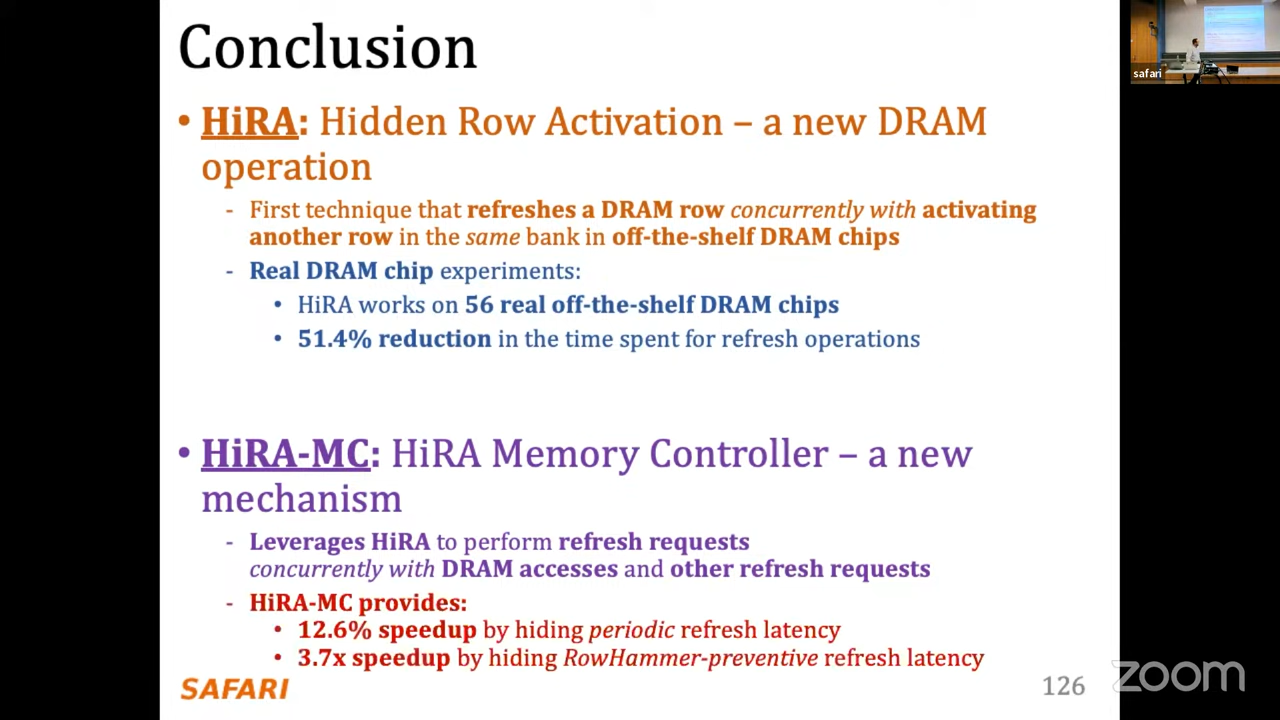 Conclusion
• HiRA: Hidden Row Activation – a new DRAM
operation
- First technique that refreshes a DRAM row concurrently with activating
another row in the same bank in off-the-shelf DRAM chips
- Real DRAM chip experiments:
• HiRA works on 56 real off-the-shelf DRAM chips
• 51.4% reduction in the time spent for refresh operations
• HiRA-MC: HiRA Memory Controller – a new
mechanism
- Leverages HiRA to perform refresh requests
concurrently with DRAM accesses and other refresh requests
- HiRA-MC provides:
• 12.6% speedup by hiding periodic refresh latency
• 3.7x speedup by hiding RowHammer-preventive refresh latency
SAFARI
126
zoom
safari